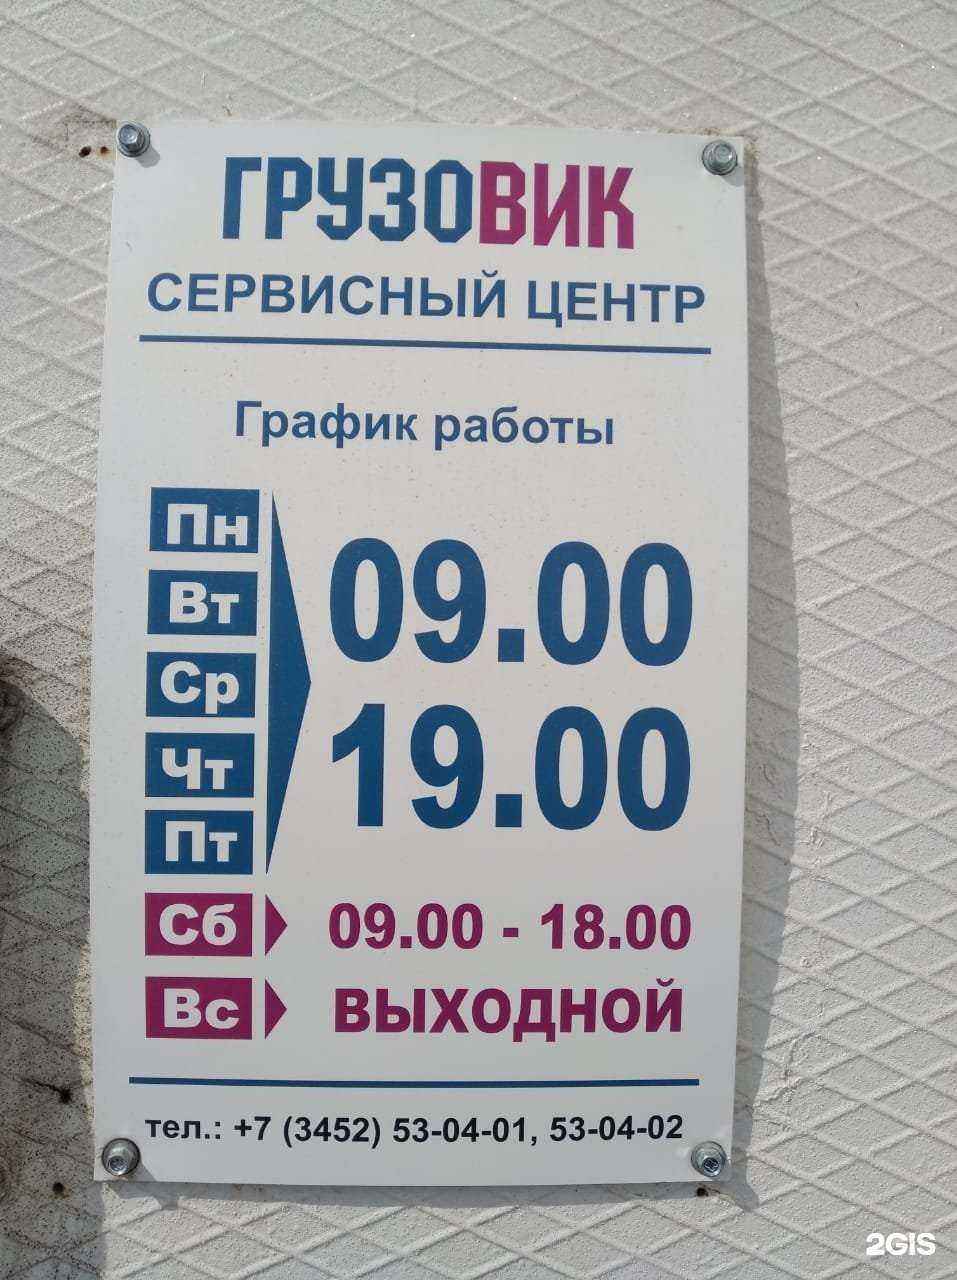 ГРУЗОВИК
СЕРВИСНЫЙ ЦЕНТР
График работы
Пн
Вт
Ср
Чт
Пт
09.00
19.00
Сб 09.00 - 18.00
Вс ВЫХОДНОЙ
тел.: +7 (3452) 53-04-01, 53-04-02
2GIS